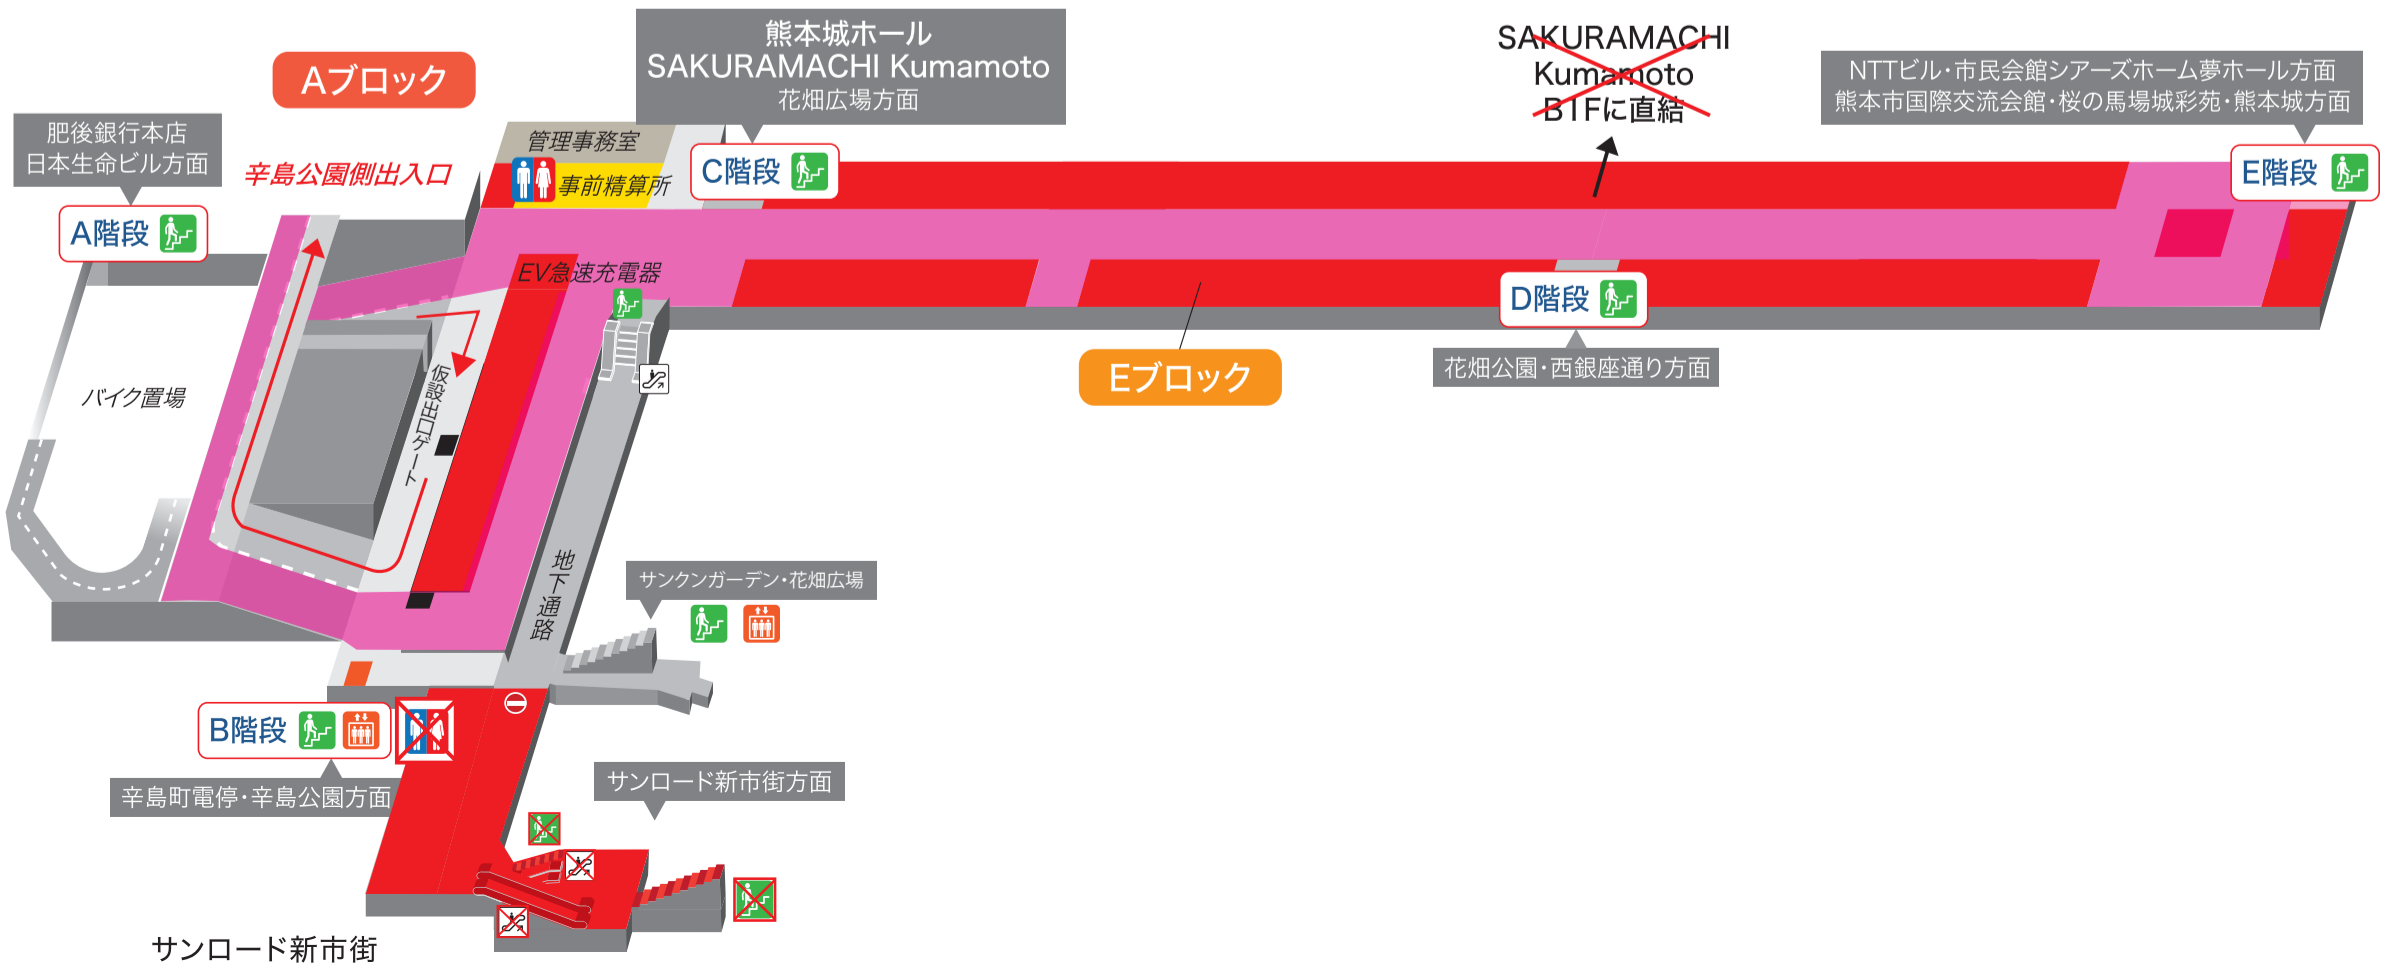 熊本城ホール
SAKURAMACHI Kumamoto
花畑広場方面
SAKURAMACHI
Kumamoto
BTFに直結
NTTビル・市民会館シアーズホーム夢ホール方面
熊本市国際交流会館・桜の馬場城彩苑・熊本城方面
Aブロック
肥後銀行本店
日本生命ビル方面
辛島公園側出入口
管理事務室
事前精算所
C階段
E階段
A階段
EV急速充電器
D階段
花畑公園・西銀座通り方面
Eブロック
バイク置場
仮設出口ゲート
地下通路
サンクンガーデン・花畑広場
B階段
辛島町電停・辛島公園方面
サンロード新市街方面
サンロード新市街